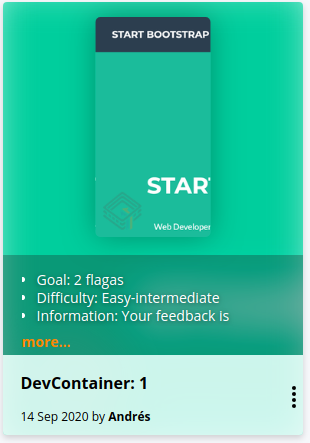 START BOOTSTRAP
STAR
Web Developer
Goal: 2 flagas
Difficulty: Easy-intermediate
Information: Your feedback is
more...
DevContainer: 1
14 Sep 2020 by Andrés